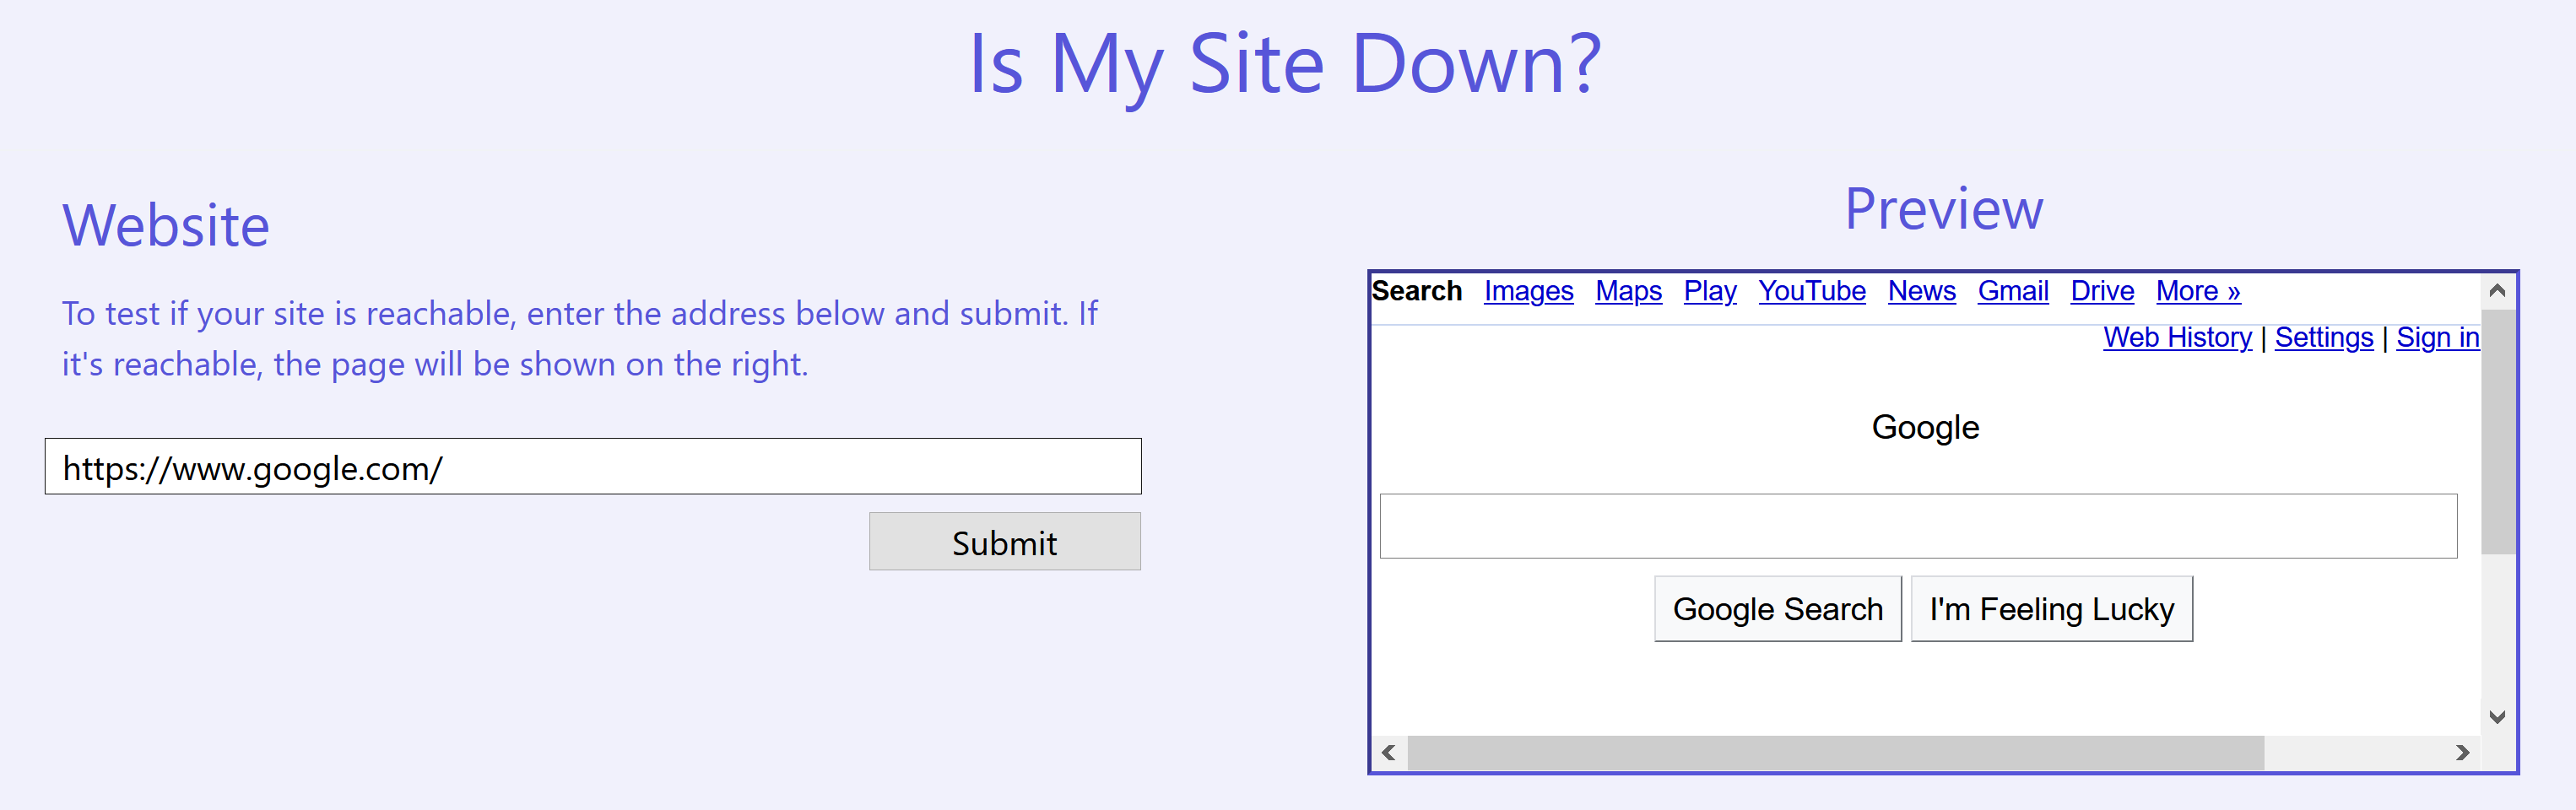 Is My Site Down?
Website
To test if your site is reachable, enter the address below and submit. If
it's reachable, the page will be shown on the right.
https://www.google.com/
Submit
Preview
Search Images Maps Play YouTube News Gmail Drive More »
Web History | Settings | Sign in
Google
Google Search I'm Feeling Lucky